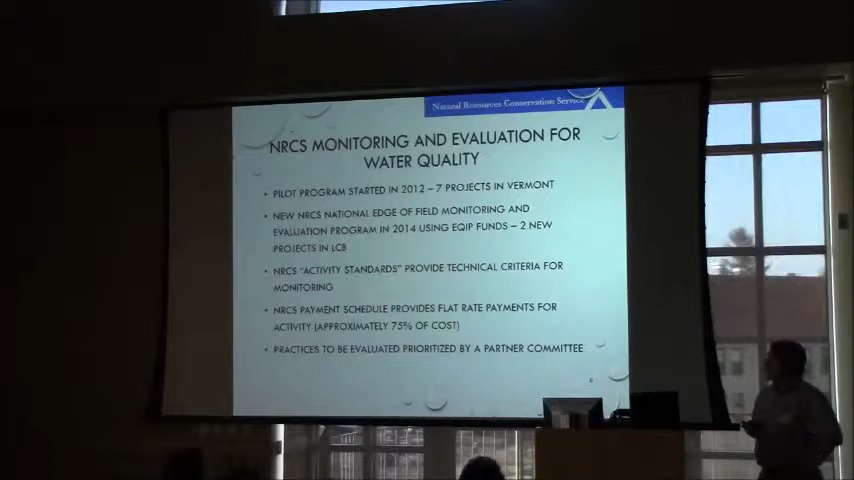 Natural Resources Conservation Service
NRCS MONITORING AND EVALUATION FOR
WATER QUALITY
• PILOT PROGRAM STARTED IN 2012 – 7 PROJECTS IN VERMONT
• NEW NRCS NATIONAL EDGE OF FIELD MONITORING AND
EVALUATION PROGRAM IN 2014 USING EQIP FUNDS – 2 NEW
PROJECTS IN LCB
• NRCS "ACTIVITY STANDARDS" PROVIDE TECHNICAL CRITERIA FOR
MONITORING
• NRCS PAYMENT SCHEDULE PROVIDES FLAT RATE PAYMENTS FOR
ACTIVITY (APPROXIMATELY 75% OF COST)
• PRACTICES TO BE EVALUATED PRIORITIZED BY A PARTNER COMMITTEE